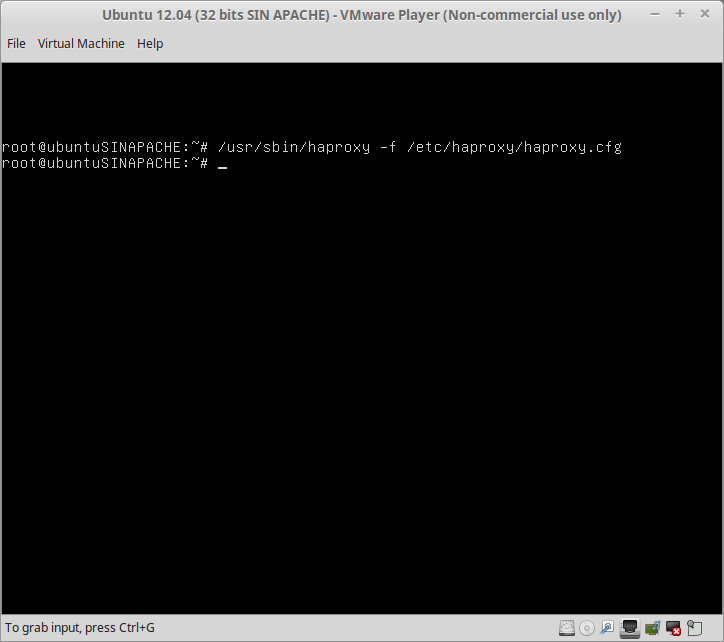 Ubuntu 12.04 (32 bits SIN APACHE) - VMware Player (Non-commercial use only)
File Virtual Machine Help
root@ubuntuSINAPACHE:~# /usr/sbin/haproxy -f /etc/haproxy/haproxy.cfg
root@ubuntuSINAPACHE:~# _
To grab input, press Ctrl+G